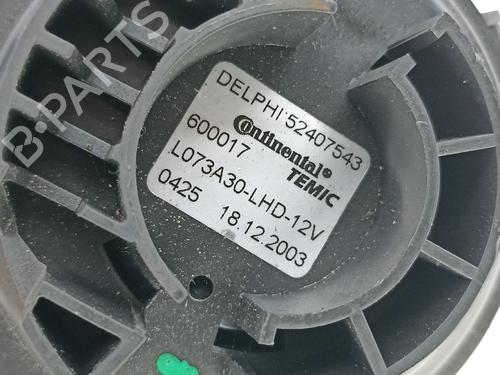 DELPHI 52407543
Continental
600017 TEMIC
L073A30-LHD-12V
0425 18.12.2003
B-PARTS